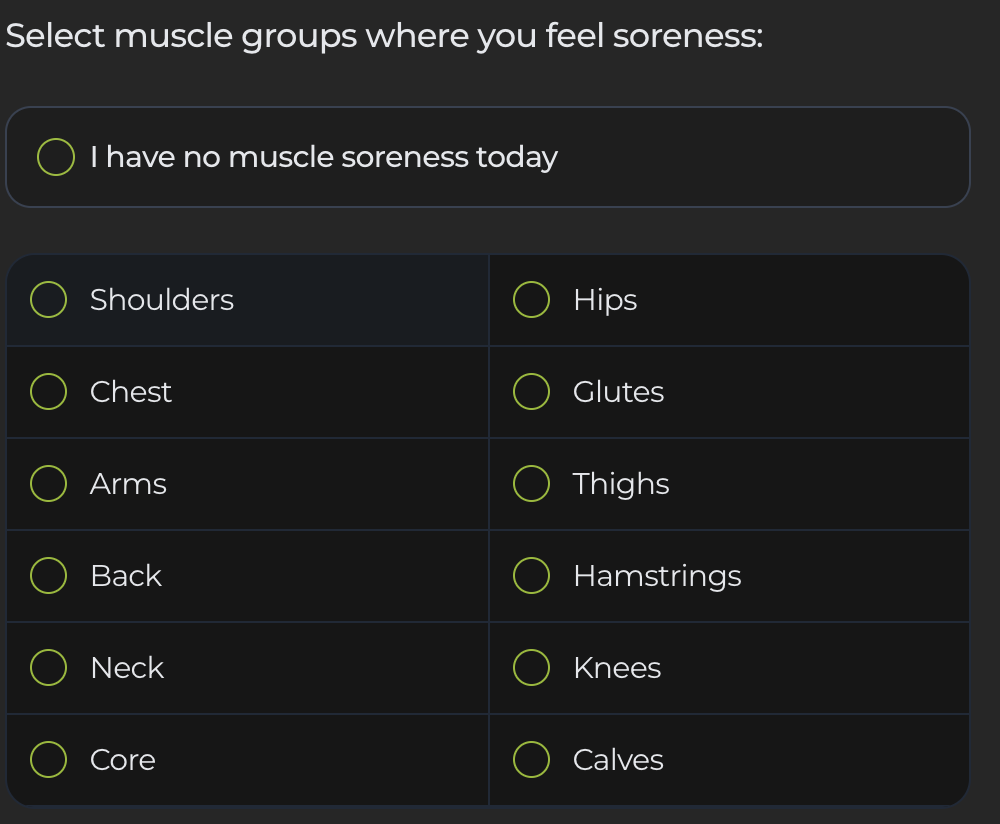 Select muscle groups where you feel soreness:
I have no muscle soreness today
Shoulders
Hips
Chest
Glutes
Arms
Thighs
Back
Hamstrings
Neck
Knees
Core
Calves